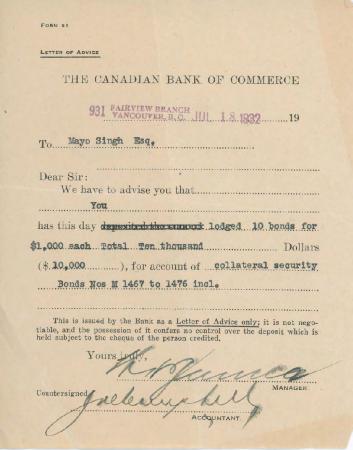 FORM 81
LETTER OF ADVICE
THE CANADIAN BANK OF COMMERCE
931 FAIRVIEW BRANCH
VANCOUVER, B.C. JUL 18 1932 19
To Mayo Singh Esq.
Dear Sir:
We have to advise you that
You
has this day deposited the sum of lodged 10 bonds for
$1,000 each Total Ten thousand Dollars
($ 10,000 ), for account of collateral security
Bonds Nos M 1467 to 1476 incl.
This is issued by the Bank as a Letter of Advice only; it is not nego-
tiable, and the possession of it confers no control over the deposit which is
held subject to the cheque of the person credited.
Yours truly,
MANAGER
Countersigned
ACCOUNTANT